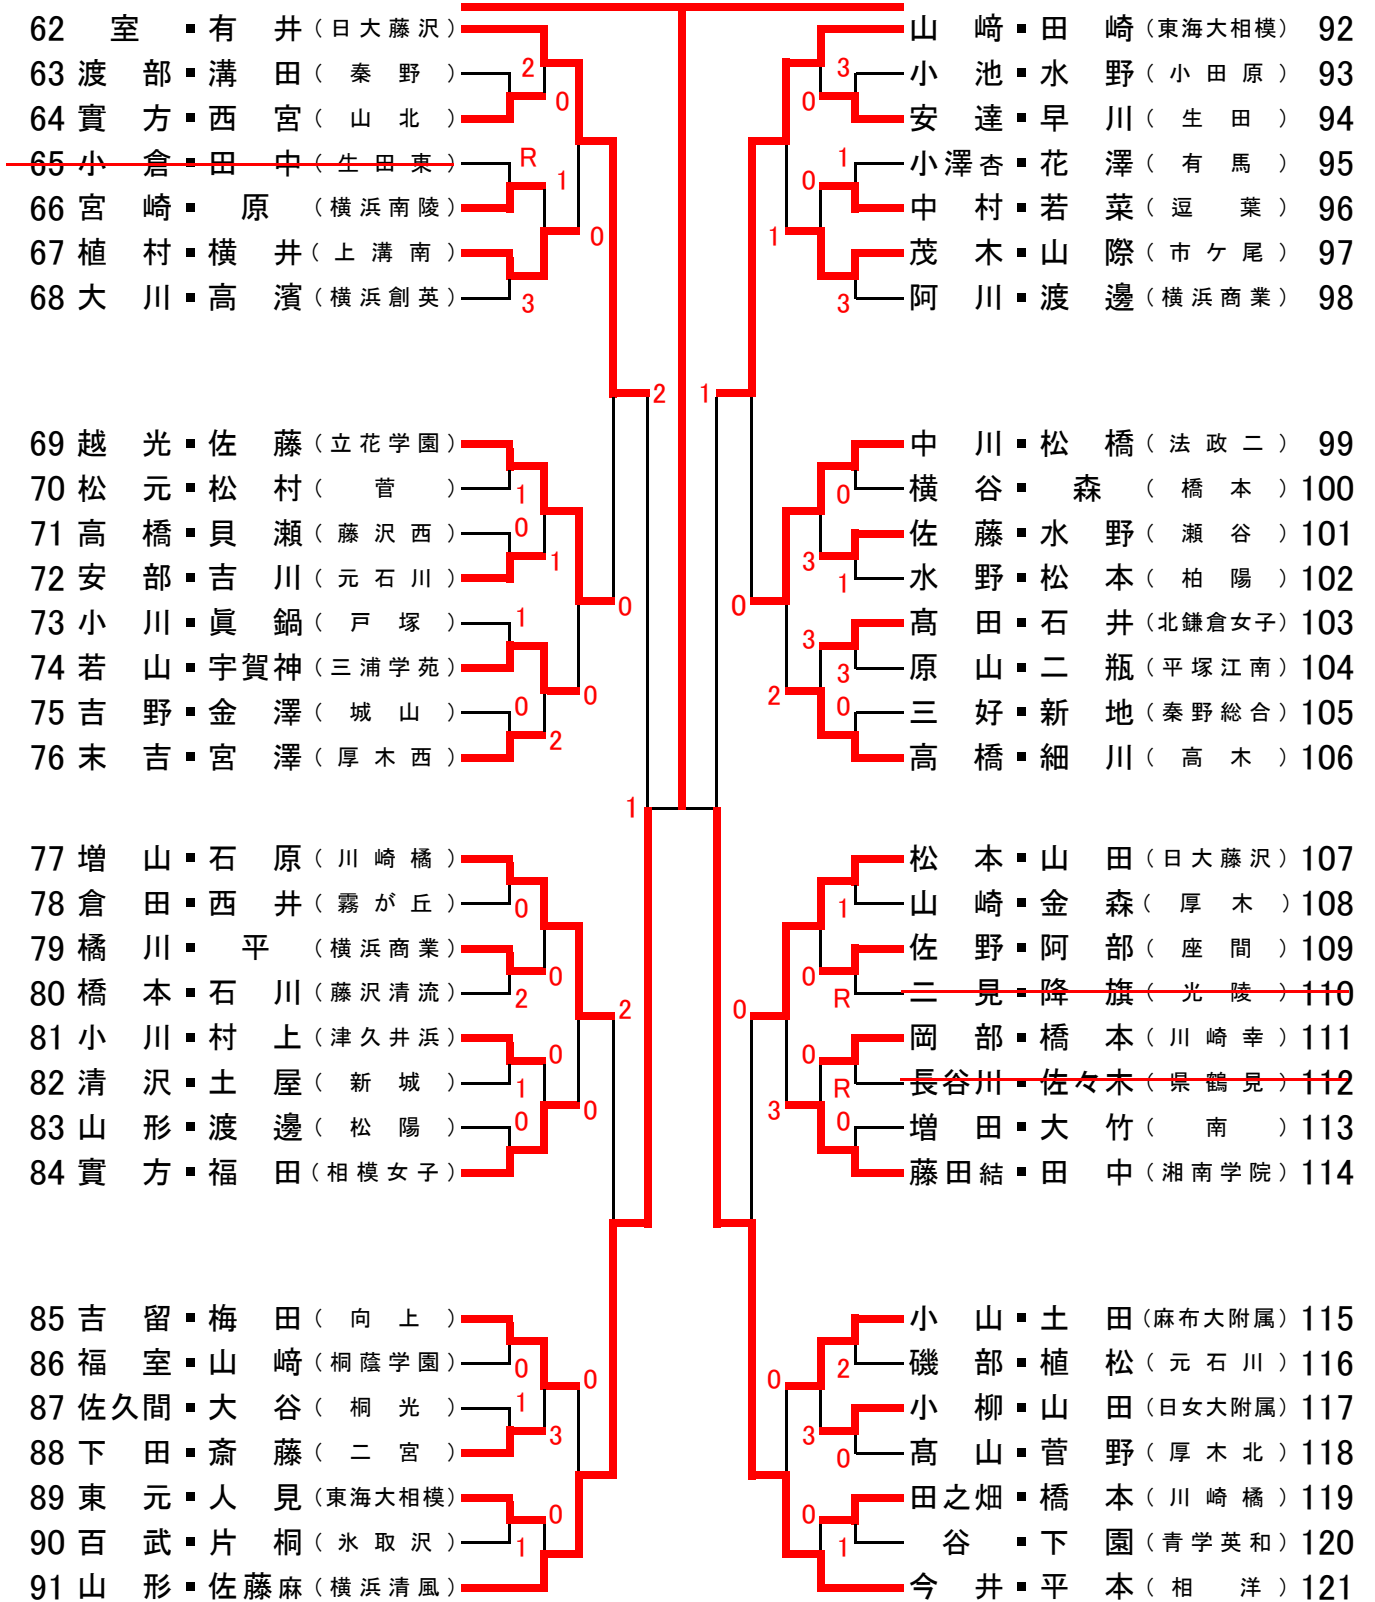 62 室・有井(日大藤沢)
63 渡部・溝田(秦野)
64 實方・西宮(山北)
65 小倉・田中(生田東)
66 宮崎・原(横浜南陵)
67 植村・横井(上溝南)
68 大川・高濱(横浜創英)
2
0
R
1
0
3
2
69 越光・佐藤(立花学園)
70 松元・松村(菅)
71 高橋・貝瀬(藤沢西)
72 安部・吉川(元石川)
73 小川・眞鍋(戸塚)
74 若山・宇賀神(三浦学苑)
75 吉野・金澤(城山)
76 末吉・宮澤(厚木西)
1
0
1
0
1
0
0
2
1
77 増山・石原(川崎橘)
78 倉田・西井(霧が丘)
79 橘川・平(横浜商業)
80 橋本・石川(藤沢清流)
81 小川・村上(津久井浜)
82 清沢・土屋(新城)
83 山形・渡邊(松陽)
84 實方・福田(相模女子)
0
0
2
2
0
1
0
0
85 吉留・梅田(向上)
86 福室・山﨑(桐蔭学園)
87 佐久間・大谷(桐光)
88 下田・斎藤(二宮)
89 東元・人見(東海大相模)
90 百武・片桐(氷取沢)
91 山形・佐藤麻(横浜清風)
0
0
1
3
0
1
山﨑・田崎(東海大相模) 92
小池・水野(小田原) 93
安達・早川(生田) 94
小澤杏・花澤(有馬) 95
中村・若菜(逗葉) 96
茂木・山際(市ケ尾) 97
阿川・渡邊(横浜商業) 98
3
0
1
0
1
3
1
中川・松橋(法政二) 99
横谷・森(橋本) 100
佐藤・水野(瀬谷) 101
水野・松本(柏陽) 102
髙田・石井(北鎌倉女子) 103
原山・二瓶(平塚江南) 104
三好・新地(秦野総合) 105
高橋・細川(高木) 106
0
3
1
0
3
3
2
0
松本・山田(日大藤沢) 107
山崎・金森(厚木) 108
佐野・阿部(座間) 109
二見・降旗(光陵) 110
岡部・橋本(川崎幸) 111
長谷川・佐々木(県鶴見) 112
増田・大竹(南) 113
藤田結・田中(湘南学院) 114
1
0
R
0
0
R
3
0
小山・土田(麻布大附属) 115
磯部・植松(元石川) 116
小柳・山田(日女大附属) 117
髙山・菅野(厚木北) 118
田之畑・橋本(川崎橘) 119
谷・下園(青学英和) 120
今井・平本(相洋) 121
2
0
3
0
0
1